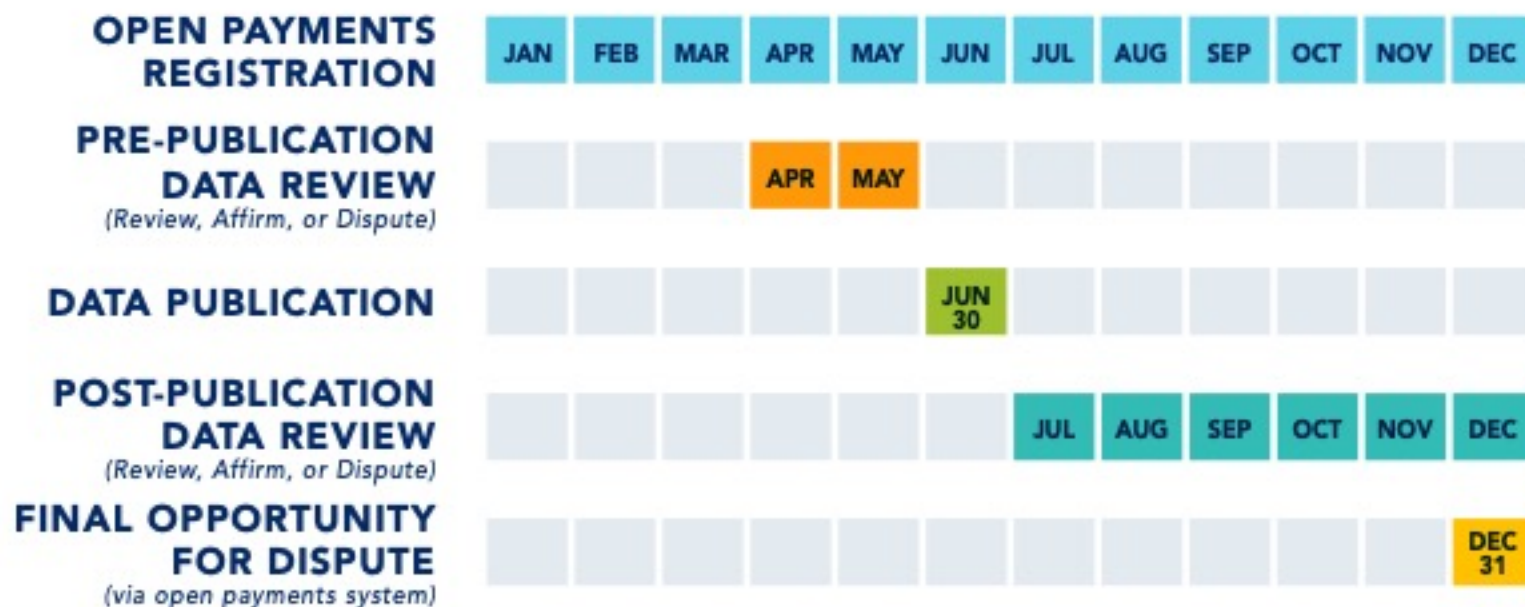 OPEN PAYMENTS
REGISTRATION
JAN FEB MAR APR MAY JUN JUL AUG SEP OCT NOV DEC
PRE-PUBLICATION
DATA REVIEW
(Review, Affirm, or Dispute)
APR MAY
DATA PUBLICATION
JUN
30
POST-PUBLICATION
DATA REVIEW
(Review, Affirm, or Dispute)
JUL AUG SEP OCT NOV DEC
FINAL OPPORTUNITY
FOR DISPUTE
(via open payments system)
DEC
31